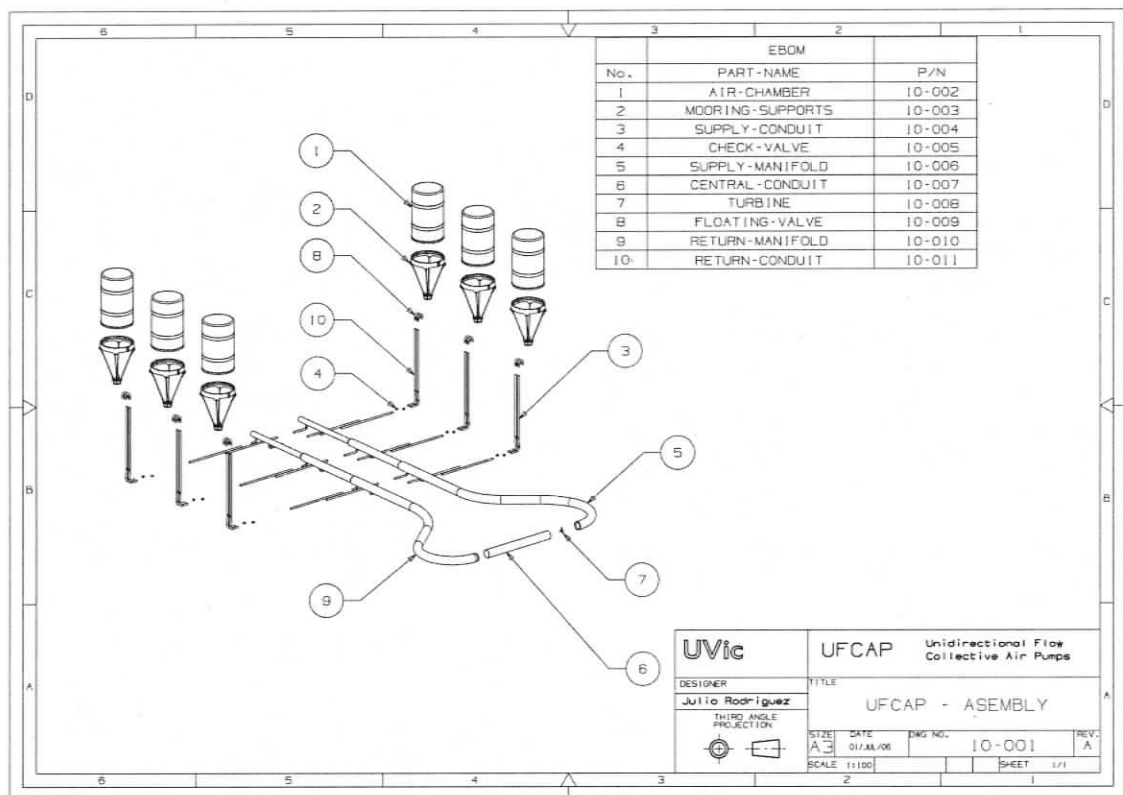 6 5 4 3 2 1
EBOM
No. PART-NAME P/N
1 AIR-CHAMBER 10-002
2 MOORING-SUPPORTS 10-003
3 SUPPLY-CONDUIT 10-004
4 CHECK-VALVE 10-005
5 SUPPLY-MANIFOLD 10-006
6 CENTRAL-CONDUIT 10-007
7 TURBINE 10-008
8 FLOATING-VALVE 10-009
9 RETURN-MANIFOLD 10-010
10 RETURN-CONDUIT 10-011
D D
1
2
8
C C
10
3
4
5
B B
7
9
6
A A
UVic
UFCAP Unidirectional Flow
Collective Air Pumps
DESIGNER
Julio Rodriguez
TITLE
UFCAP - ASEMBLY
THIRD ANGLE
PROJECTION
SIZE A3
DATE 01/JUL/06
DWG NO. 10-001
REV. A
SCALE 1:100
SHEET 1/1
6 5 4 3 2 1